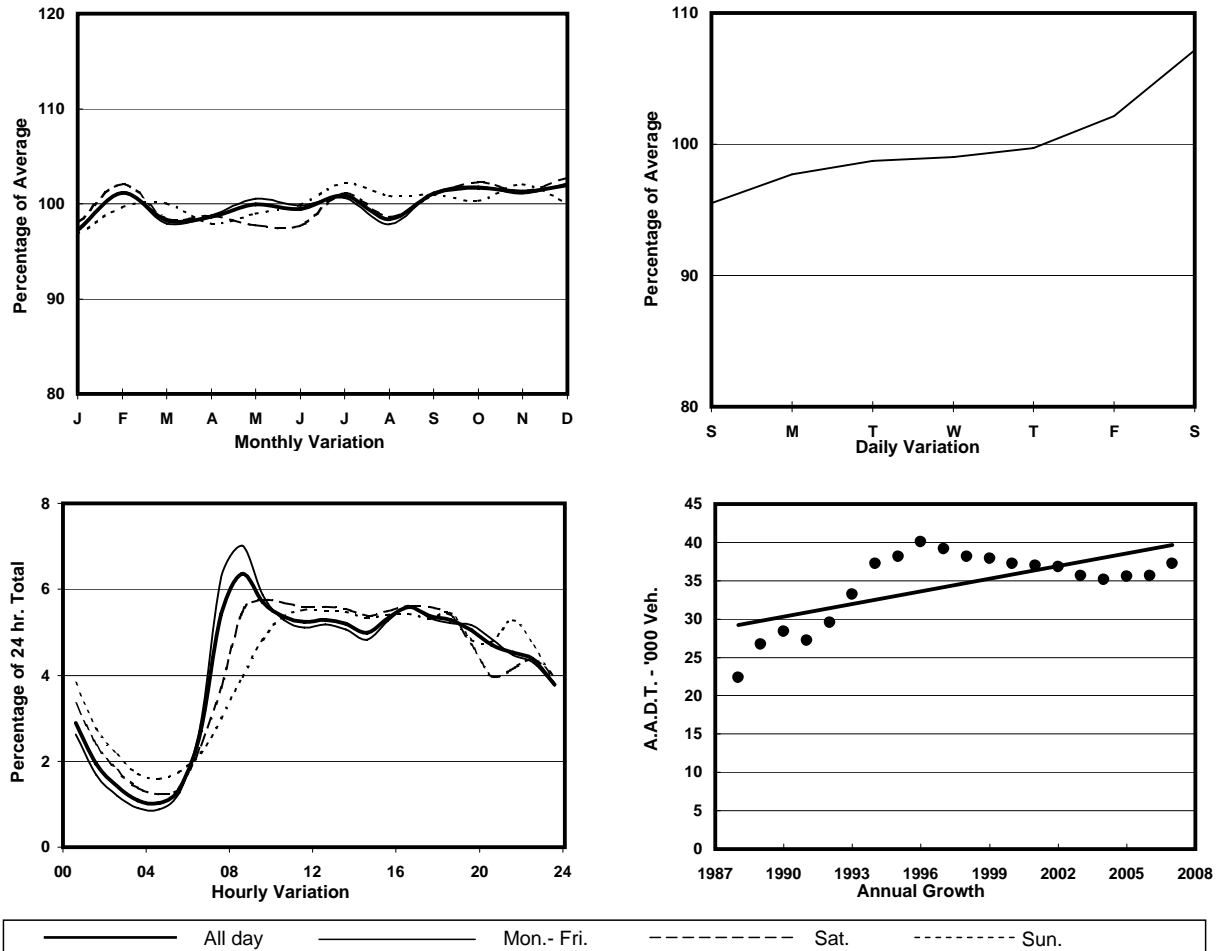 120
110
100
90
80
Percentage of Average
J F M A M J J A S O N D
Monthly Variation
110
100
90
80
Percentage of Average
S M T W T F S
Daily Variation
8
6
4
2
0
Percentage of 24 hr. Total
00 04 08 12 16 20 24
Hourly Variation
45
40
35
30
25
20
15
10
5
0
A.A.D.T. - '000 Veh.
1987 1990 1993 1996 1999 2002 2005 2008
Annual Growth
All day Mon.- Fri. Sat. Sun.